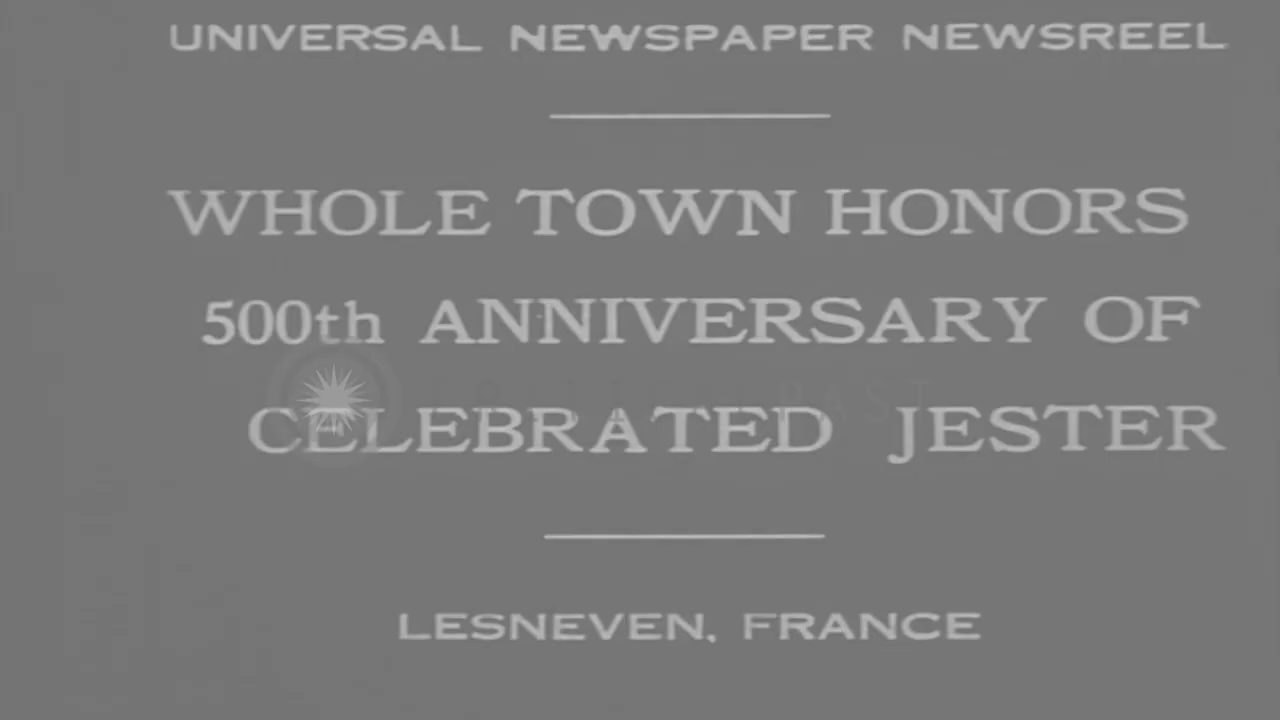 UNIVERSAL NEWSPAPER NEWSREEL
WHOLE TOWN HONORS
500th ANNIVERSARY OF
CELEBRATED JESTER
LESNEVEN, FRANCE